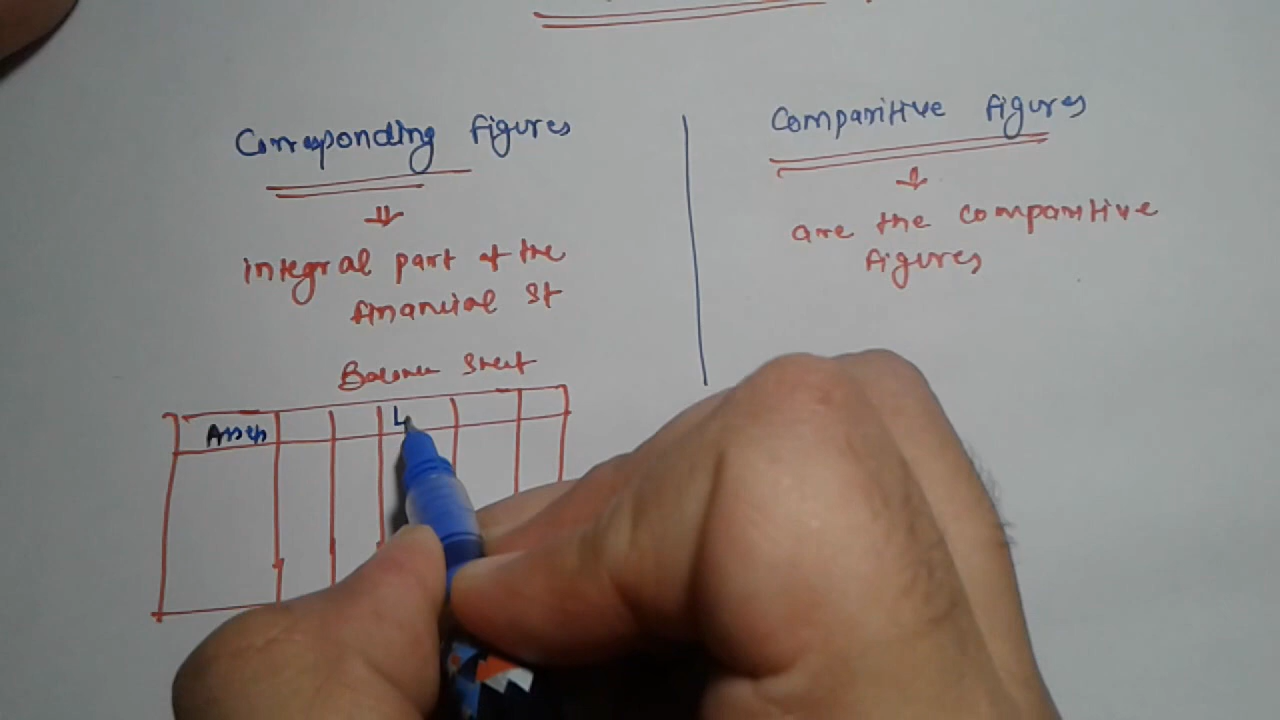 Corresponding figures
integral part of the
financial St
Balance Sheet
Assets
L
Comparitive figures
are the comparitive
figures